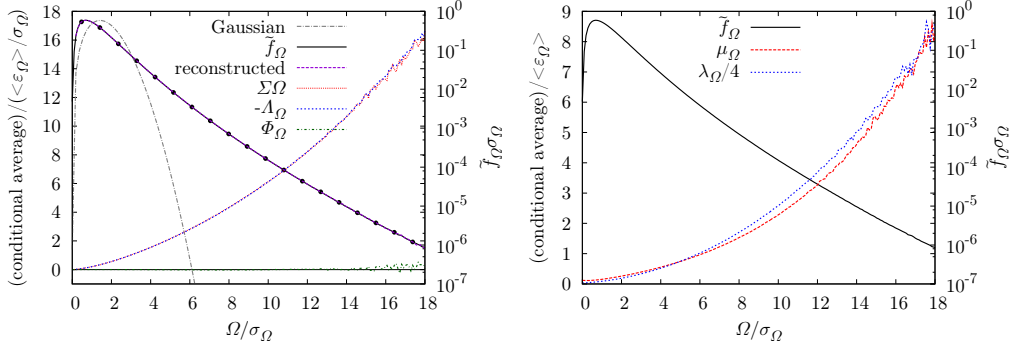 (conditional average)/(<ε_Ω>/σ_Ω)
18
16
14
12
10
8
6
4
2
0
Gaussian
f̃_Ω
reconstructed
ΣΩ
-Λ_Ω
Φ_Ω
10^0
10^-1
10^-2
10^-3
10^-4
10^-5
10^-6
10^-7
f̃_Ω σ_Ω
0 2 4 6 8 10 12 14 16 18
Ω/σ_Ω
(conditional average)/<ε_Ω>
9
8
7
6
5
4
3
2
1
0
f̃_Ω
μ_Ω
λ_Ω/4
10^0
10^-1
10^-2
10^-3
10^-4
10^-5
10^-6
10^-7
f̃_Ω σ_Ω
0 2 4 6 8 10 12 14 16 18
Ω/σ_Ω